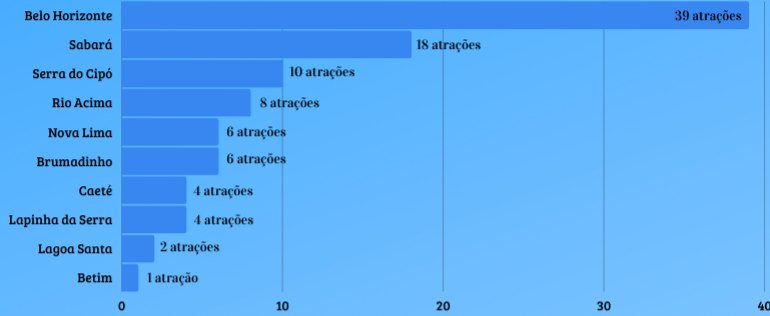 Belo Horizonte 39 atrações
Sabará 18 atrações
Serra do Cipó 10 atrações
Rio Acima 8 atrações
Nova Lima 6 atrações
Brumadinho 6 atrações
Caeté 4 atrações
Lapinha da Serra 4 atrações
Lagoa Santa 2 atrações
Betim 1 atração
0 10 20 30 40